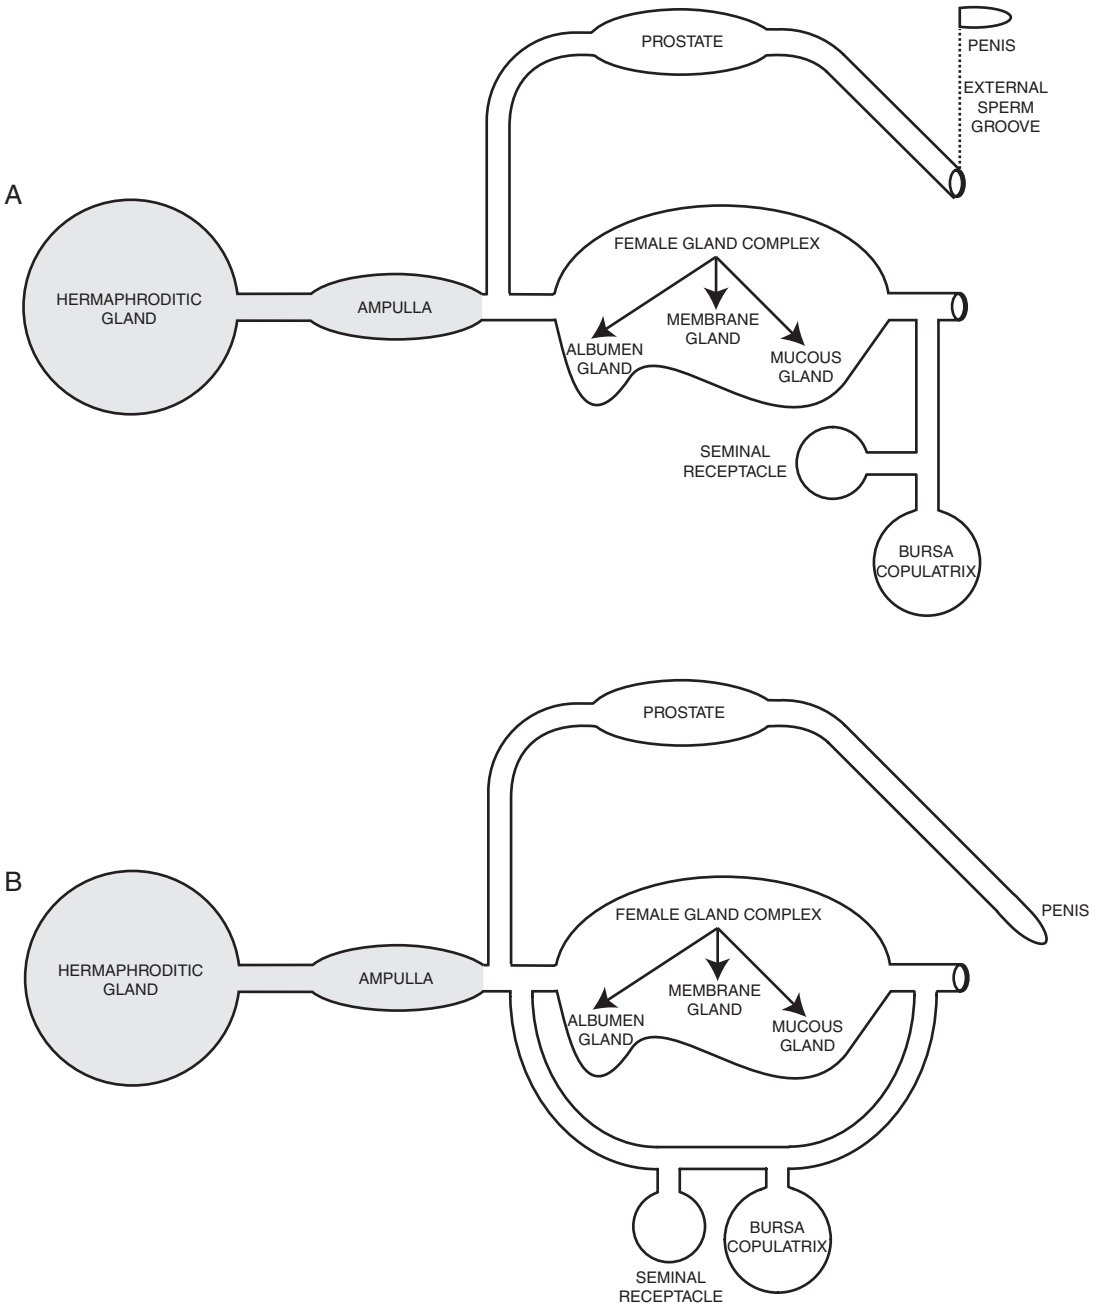 PROSTATE
PENIS
EXTERNAL
SPERM
GROOVE
A
FEMALE GLAND COMPLEX
HERMAPHRODITIC
GLAND
AMPULLA
MEMBRANE
GLAND
ALBUMEN
GLAND
MUCOUS
GLAND
SEMINAL
RECEPTACLE
BURSA
COPULATRIX
PROSTATE
B
PENIS
FEMALE GLAND COMPLEX
HERMAPHRODITIC
GLAND
AMPULLA
MEMBRANE
GLAND
ALBUMEN
GLAND
MUCOUS
GLAND
BURSA
COPULATRIX
SEMINAL
RECEPTACLE